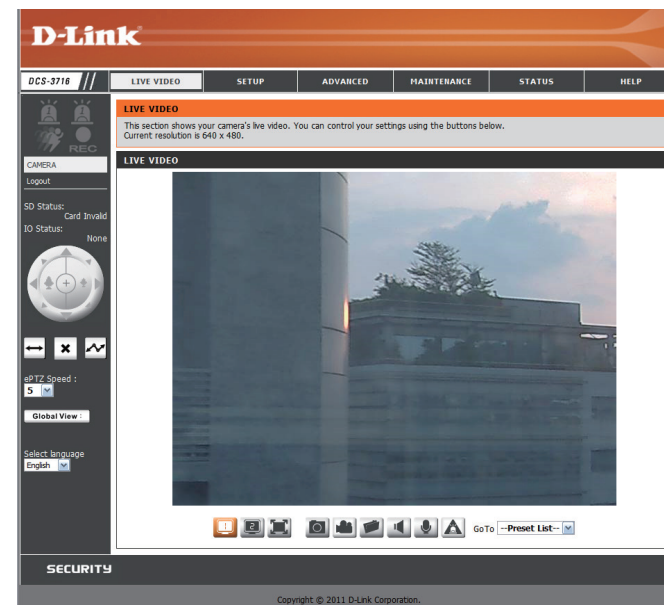 D-Link
DCS-3716 // LIVE VIDEO SETUP ADVANCED MAINTENANCE STATUS HELP
REC
CAMERA
Logout
SD Status:
Card Invalid
IO Status:
None
ePTZ Speed :
5
Global View :
Select language
English
LIVE VIDEO
This section shows your camera's live video. You can control your settings using the buttons below.
Current resolution is 640 x 480.
LIVE VIDEO
1 2 GoTo --Preset List--
SECURITY
Copyright © 2011 D-Link Corporation.